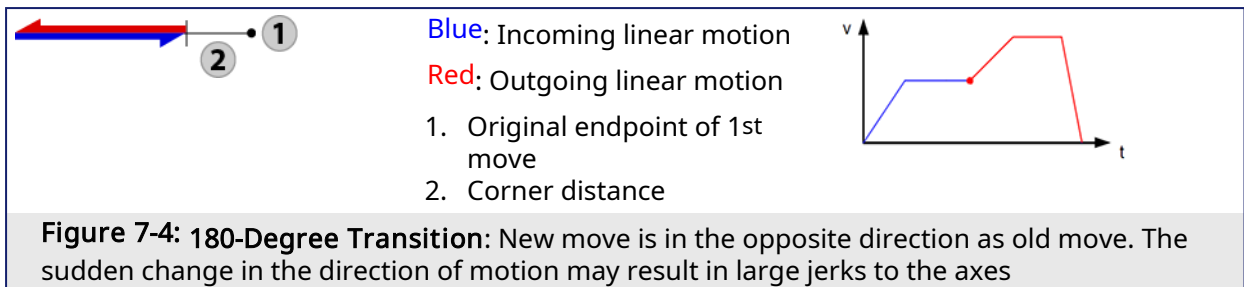 1
2
Blue: Incoming linear motion
Red: Outgoing linear motion
1. Original endpoint of 1st
move
2. Corner distance
v
t
Figure 7-4: 180-Degree Transition: New move is in the opposite direction as old move. The
sudden change in the direction of motion may result in large jerks to the axes